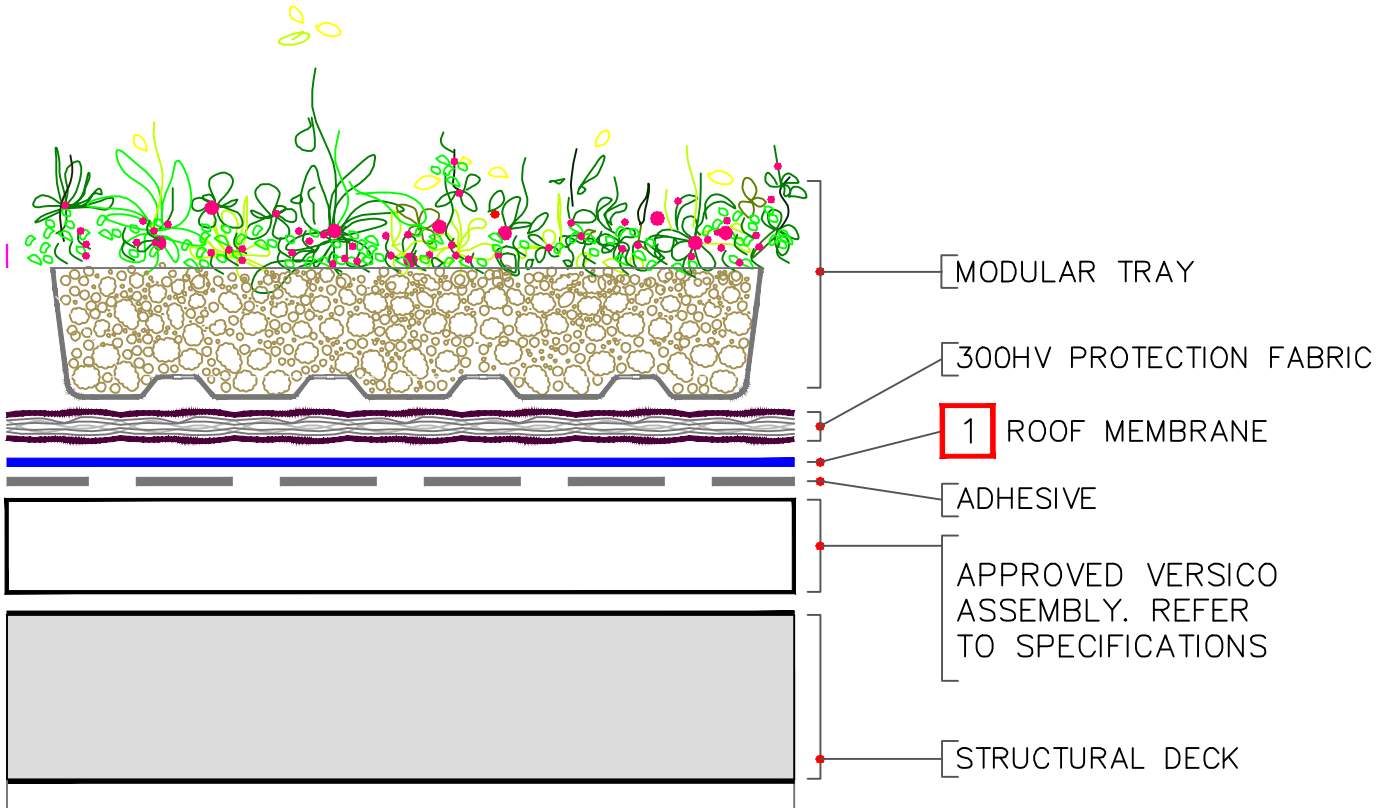 MODULAR TRAY
300HV PROTECTION FABRIC
1 ROOF MEMBRANE
ADHESIVE
APPROVED VERSICO
ASSEMBLY. REFER
TO SPECIFICATIONS
STRUCTURAL DECK